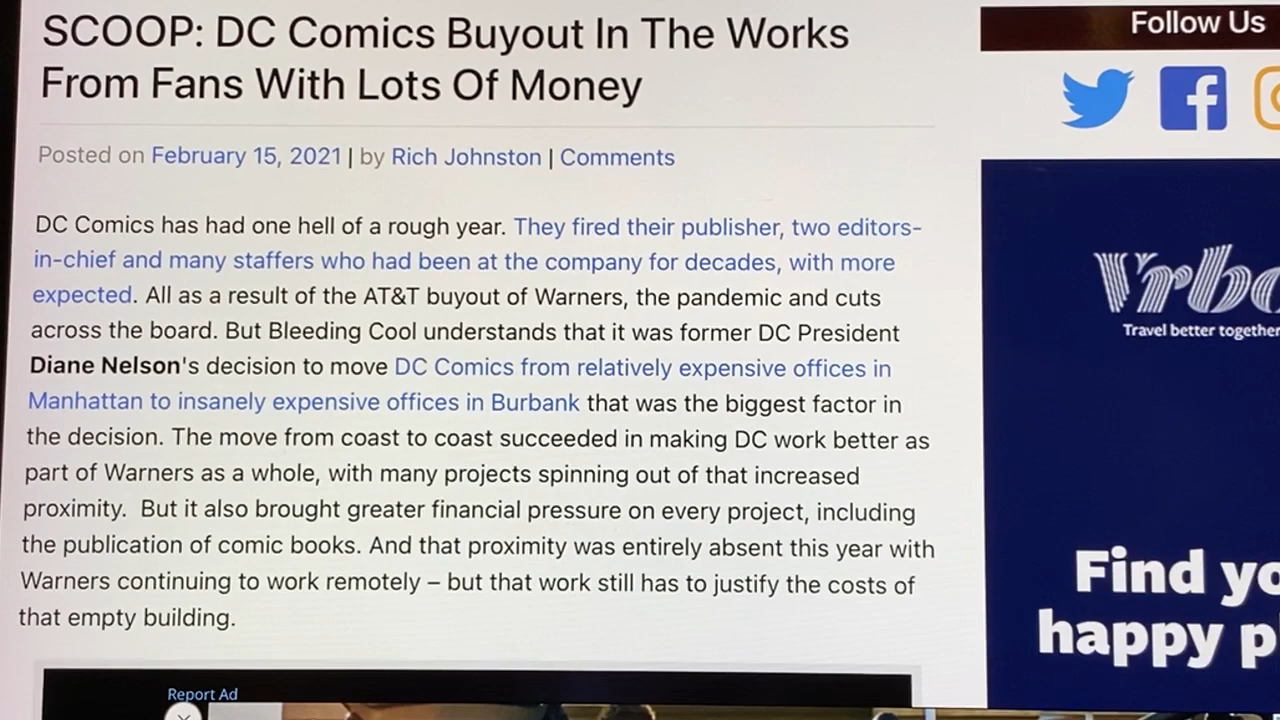 SCOOP: DC Comics Buyout In The Works
From Fans With Lots Of Money
Posted on February 15, 2021 | by Rich Johnston | Comments
DC Comics has had one hell of a rough year. They fired their publisher, two editors-
in-chief and many staffers who had been at the company for decades, with more
expected. All as a result of the AT&T buyout of Warners, the pandemic and cuts
across the board. But Bleeding Cool understands that it was former DC President
Diane Nelson's decision to move DC Comics from relatively expensive offices in
Manhattan to insanely expensive offices in Burbank that was the biggest factor in
the decision. The move from coast to coast succeeded in making DC work better as
part of Warners as a whole, with many projects spinning out of that increased
proximity. But it also brought greater financial pressure on every project, including
the publication of comic books. And that proximity was entirely absent this year with
Warners continuing to work remotely – but that work still has to justify the costs of
that empty building.
Report Ad
Follow Us
Vrbo
Travel better together
Find yo
happy p